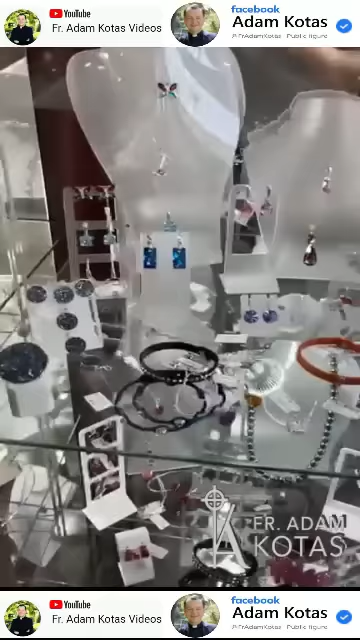 YouTube
Fr. Adam Kotas Videos
facebook
Adam Kotas
@FrAdamKotas · Public figure
FR. ADAM
KOTAS
YouTube
Fr. Adam Kotas Videos
facebook
Adam Kotas
@FrAdamKotas · Public figure